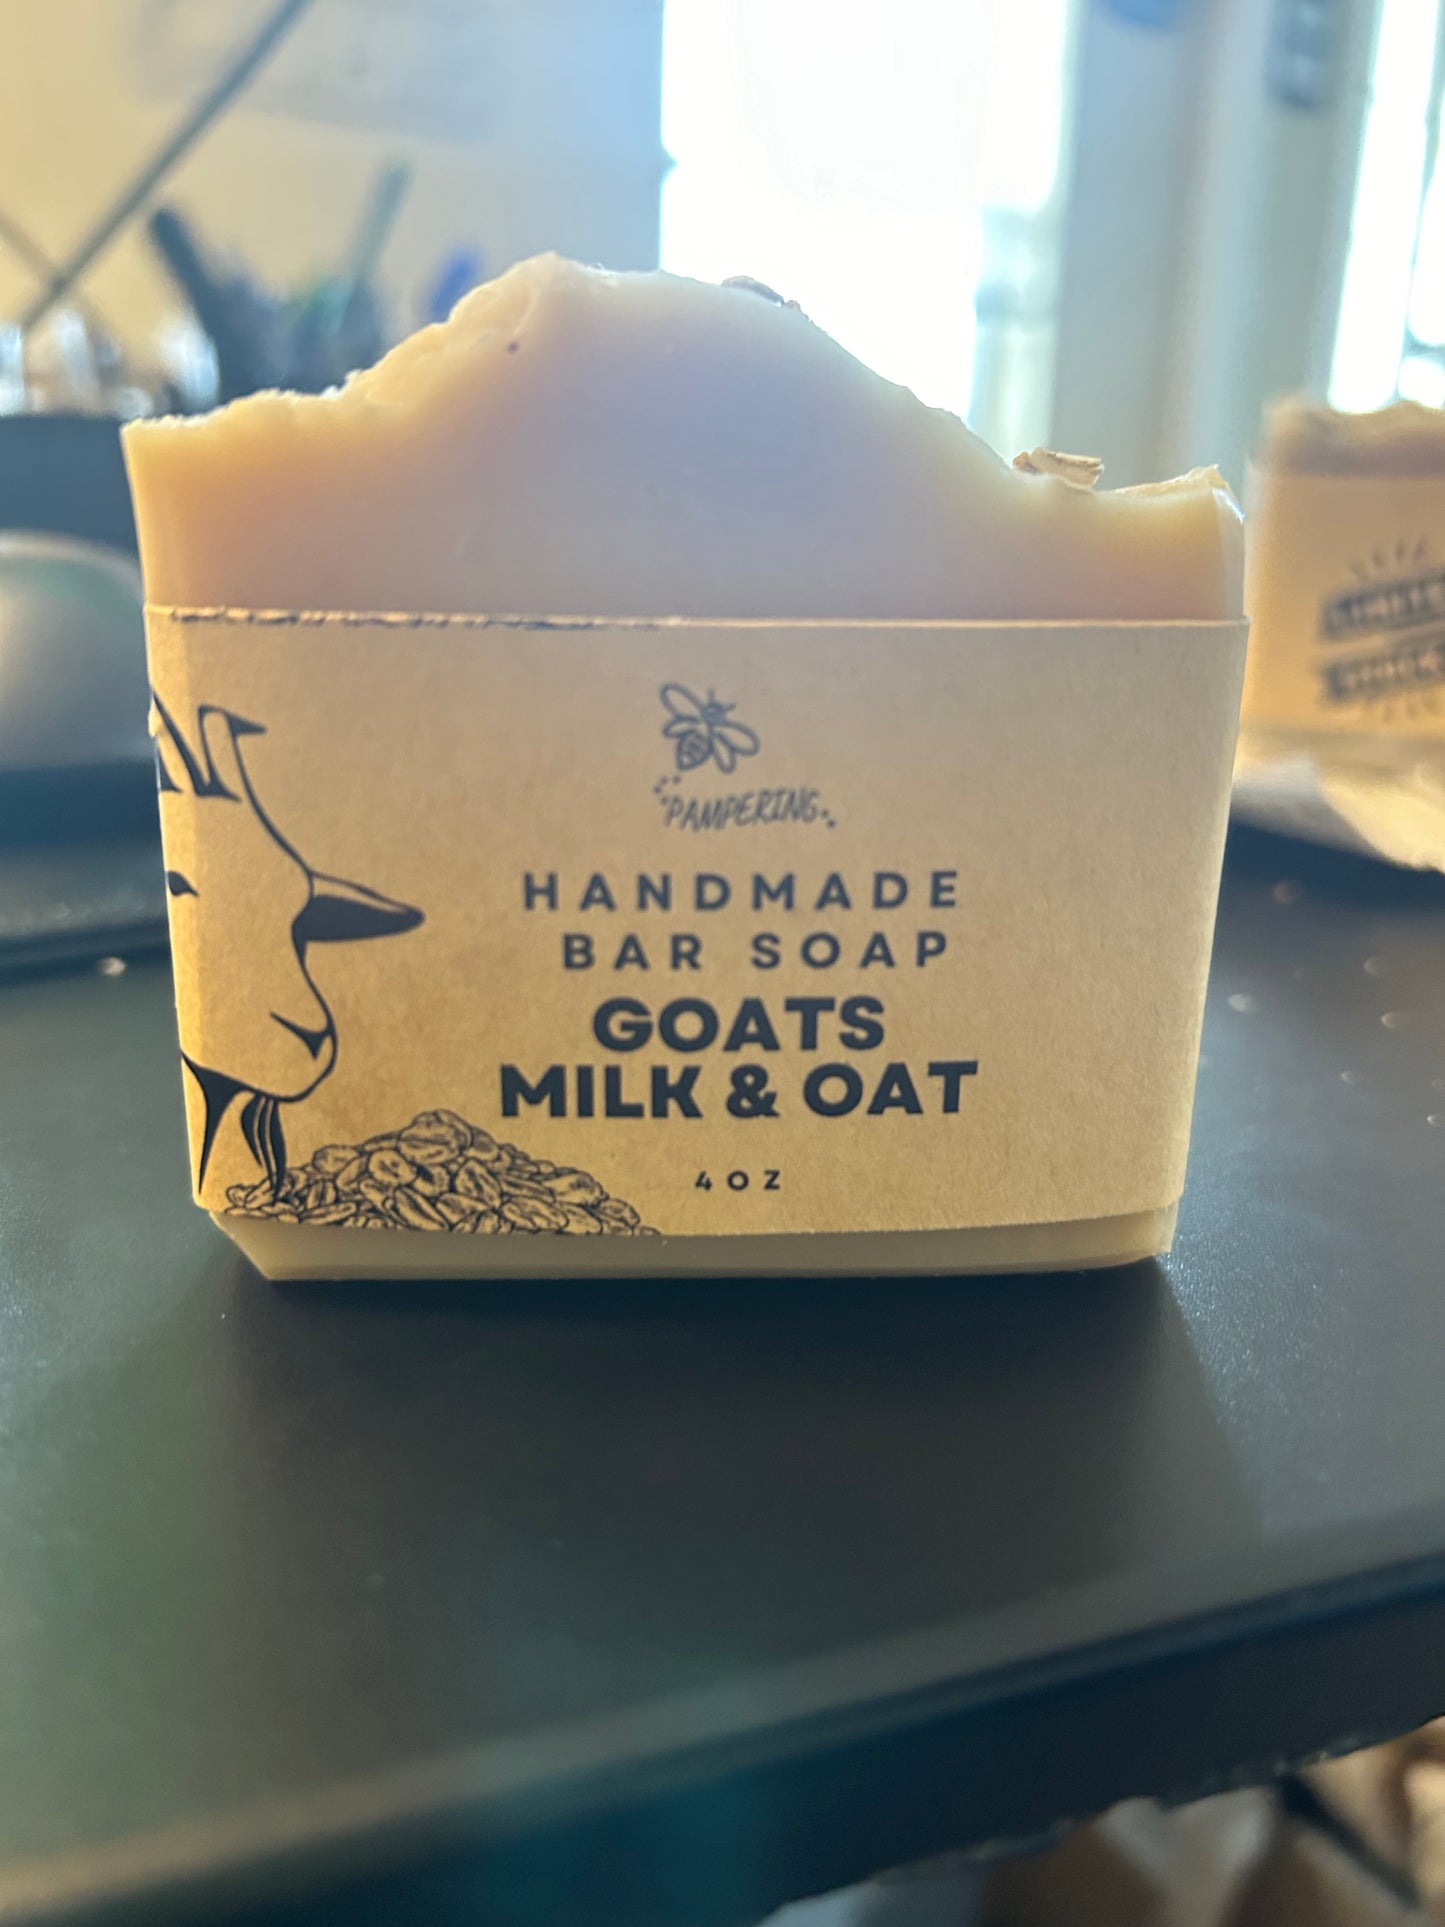 PAMPERING
HANDMADE
BAR SOAP
GOATS
MILK & OAT
4 OZ